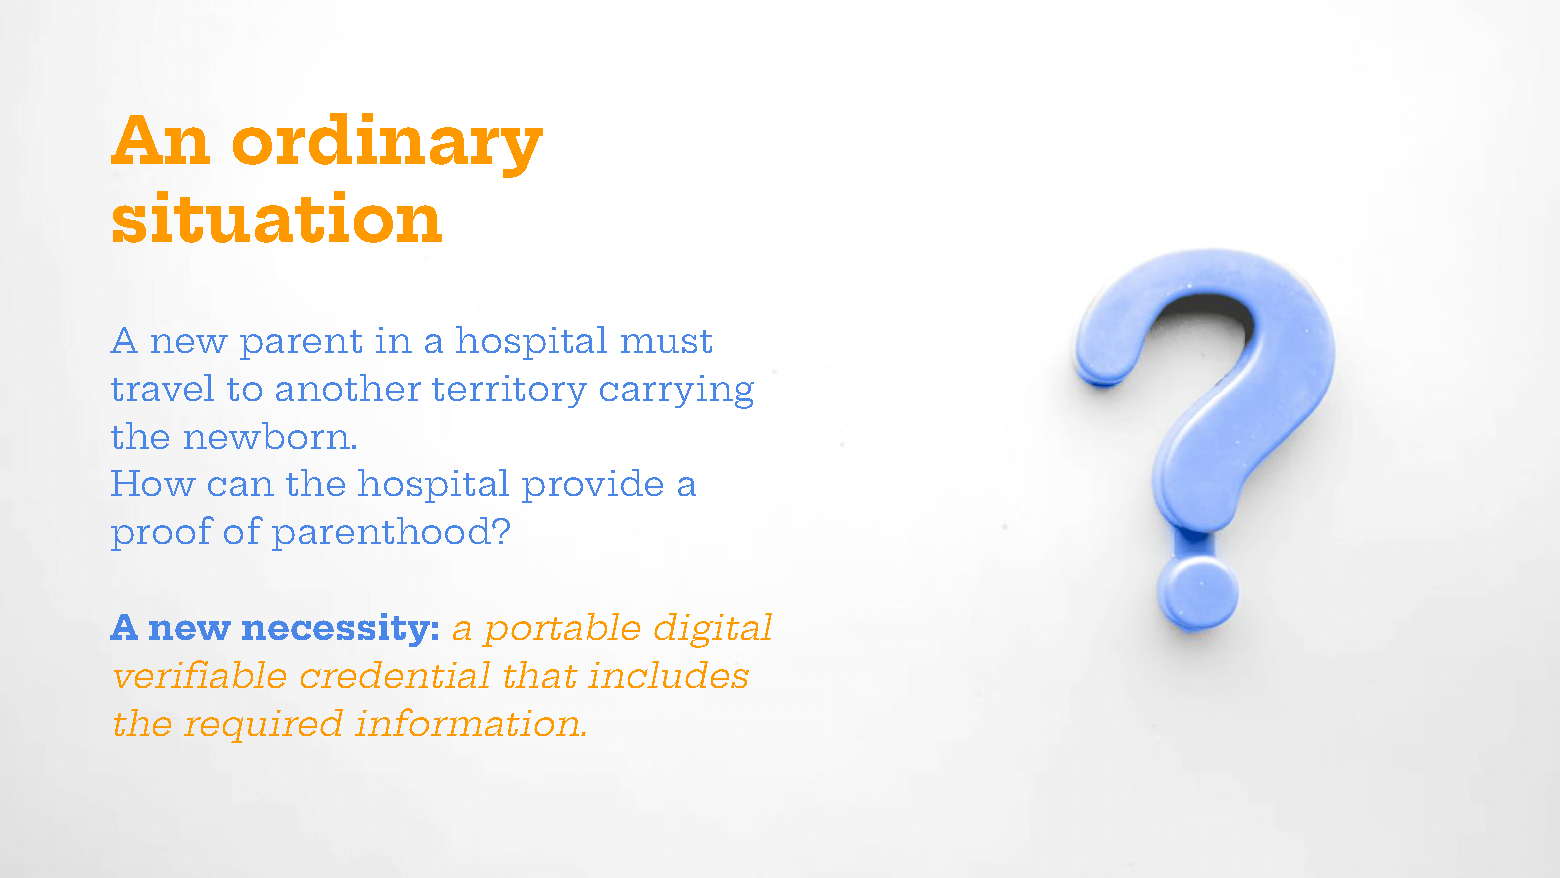 An ordinary
situation
A new parent in a hospital must
travel to another territory carrying
the newborn.
How can the hospital provide a
proof of parenthood?
A new necessity: a portable digital
verifiable credential that includes
the required information.